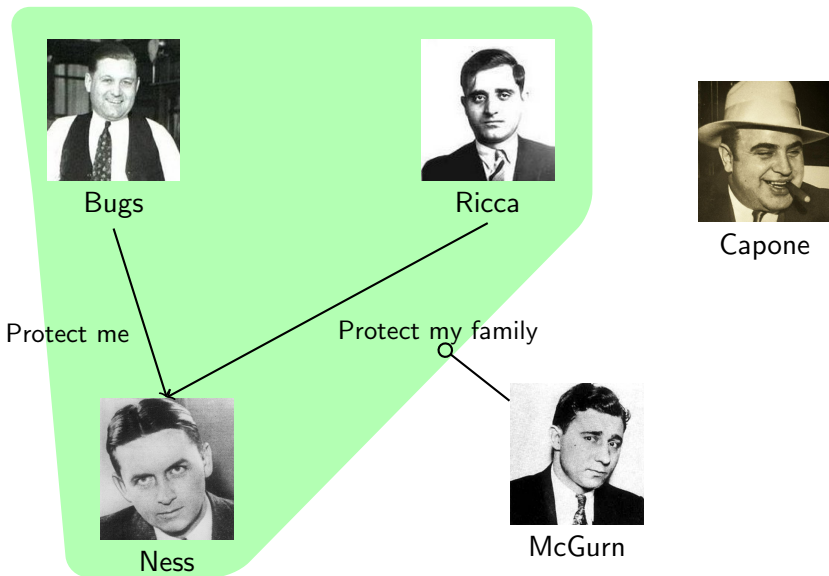 Bugs
Ricca
Capone
Protect me
Protect my family
McGurn
Ness